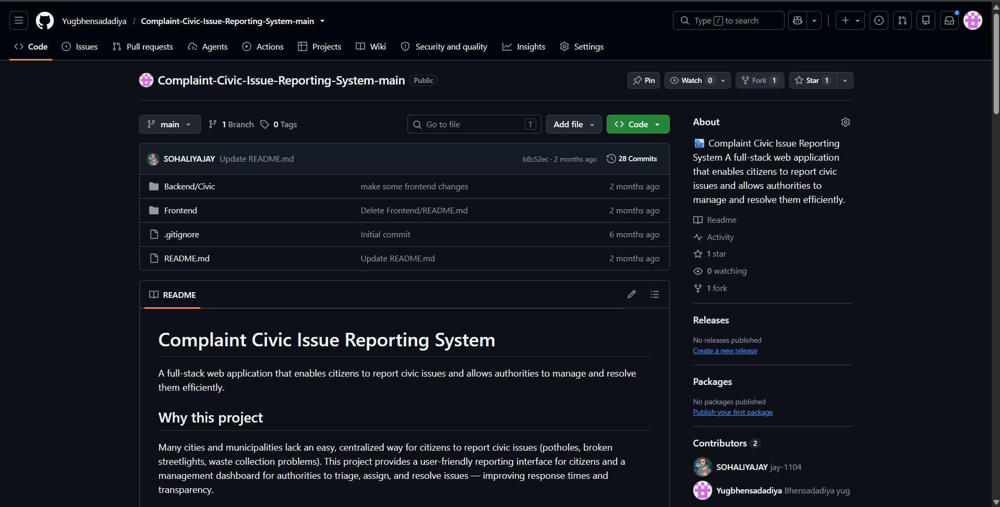 Yugbhensadadiya / Complaint-Civic-Issue-Reporting-System-main
Type / to search
Code Issues Pull requests Agents Actions Projects Wiki Security and quality Insights Settings
Complaint-Civic-Issue-Reporting-System-main Public
Pin Watch 0 Fork 1 Star 1
main 1 Branch 0 Tags
Go to file T Add file Code
SOHALIYAJAY Update README.md b8c52ec · 2 months ago 28 Commits
Backend/Civic make some frontend changes 2 months ago
Frontend Delete Frontend/README.md 2 months ago
.gitignore Initial commit 6 months ago
README.md Update README.md 2 months ago
README
Complaint Civic Issue Reporting System
A full-stack web application that enables citizens to report civic issues and allows authorities to manage and resolve
them efficiently.
Why this project
Many cities and municipalities lack an easy, centralized way for citizens to report civic issues (potholes, broken
streetlights, waste collection problems). This project provides a user-friendly reporting interface for citizens and a
management dashboard for authorities to triage, assign, and resolve issues — improving response times and
transparency.
About
Complaint Civic Issue Reporting
System A full-stack web application
that enables citizens to report civic
issues and allows authorities to
manage and resolve them efficiently.
Readme
Activity
1 star
0 watching
1 fork
Releases
No releases published
Create a new release
Packages
No packages published
Publish your first package
Contributors 2
SOHALIYAJAY jay-1104
Yugbhensadadiya Bhensadadiya yug